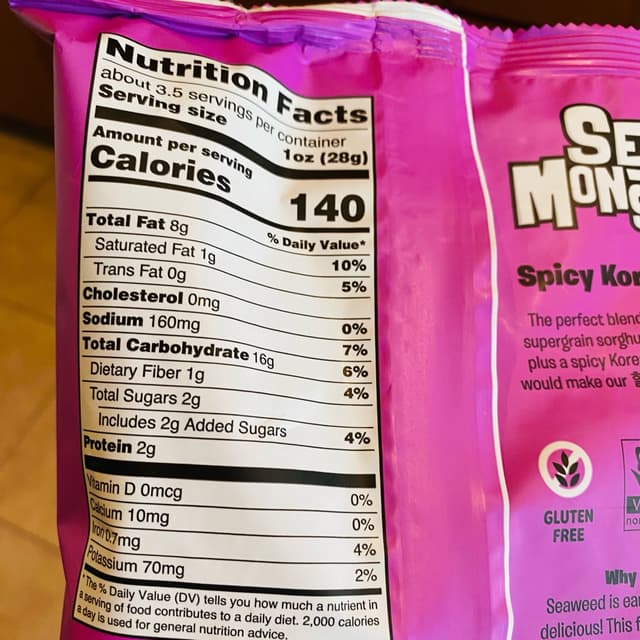 Nutrition Facts
about 3.5 servings per container
Serving size 1oz (28g)
Amount per serving
Calories 140
% Daily Value*
Total Fat 8g 10%
Saturated Fat 1g 5%
Trans Fat 0g
Cholesterol 0mg 0%
Sodium 160mg 7%
Total Carbohydrate 16g 6%
Dietary Fiber 1g 4%
Total Sugars 2g
Includes 2g Added Sugars 4%
Protein 2g
Vitamin D 0mcg 0%
Calcium 10mg 0%
Iron 0.7mg 4%
Potassium 70mg 2%
*The % Daily Value (DV) tells you how much a nutrient in
a serving of food contributes to a daily diet. 2,000 calories
a day is used for general nutrition advice.
SE
MON
Spicy Kor
The perfect blend
supergrain sorghu
plus a spicy Kore
would make our
GLUTEN
FREE
Why
Seaweed is ea
delicious! This